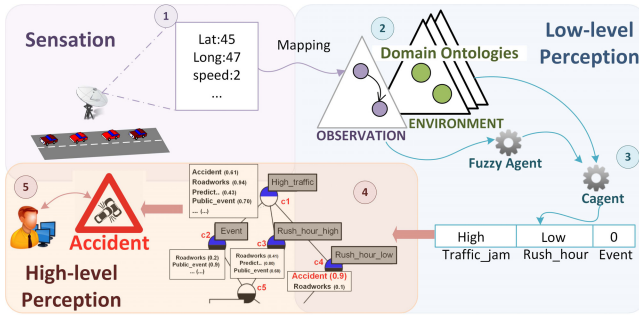 1
Sensation
Lat:45
Long:47
speed:2
...
Mapping
2
Low-level
Perception
Domain Ontologies
ENVIRONMENT
OBSERVATION
Fuzzy Agent
3
Cagent
High Low 0
Traffic_jam Rush_hour Event
4
Accident (0.61)
Roadworks (0.94)
Predict.. (0.43)
Public_event (0.70)
... (...)
High_traffic
c1
Event
c2
Rush_hour_high
c3
Rush_hour_low
c4
Roadworks (0.2)
Public_event (0.9)
... (...)
Roadworks (0.41)
Predict.. (0.80)
Public_event (0.68)
Accident (0.9)
Roadworks (0.1)
c5
5
Accident
High-level
Perception